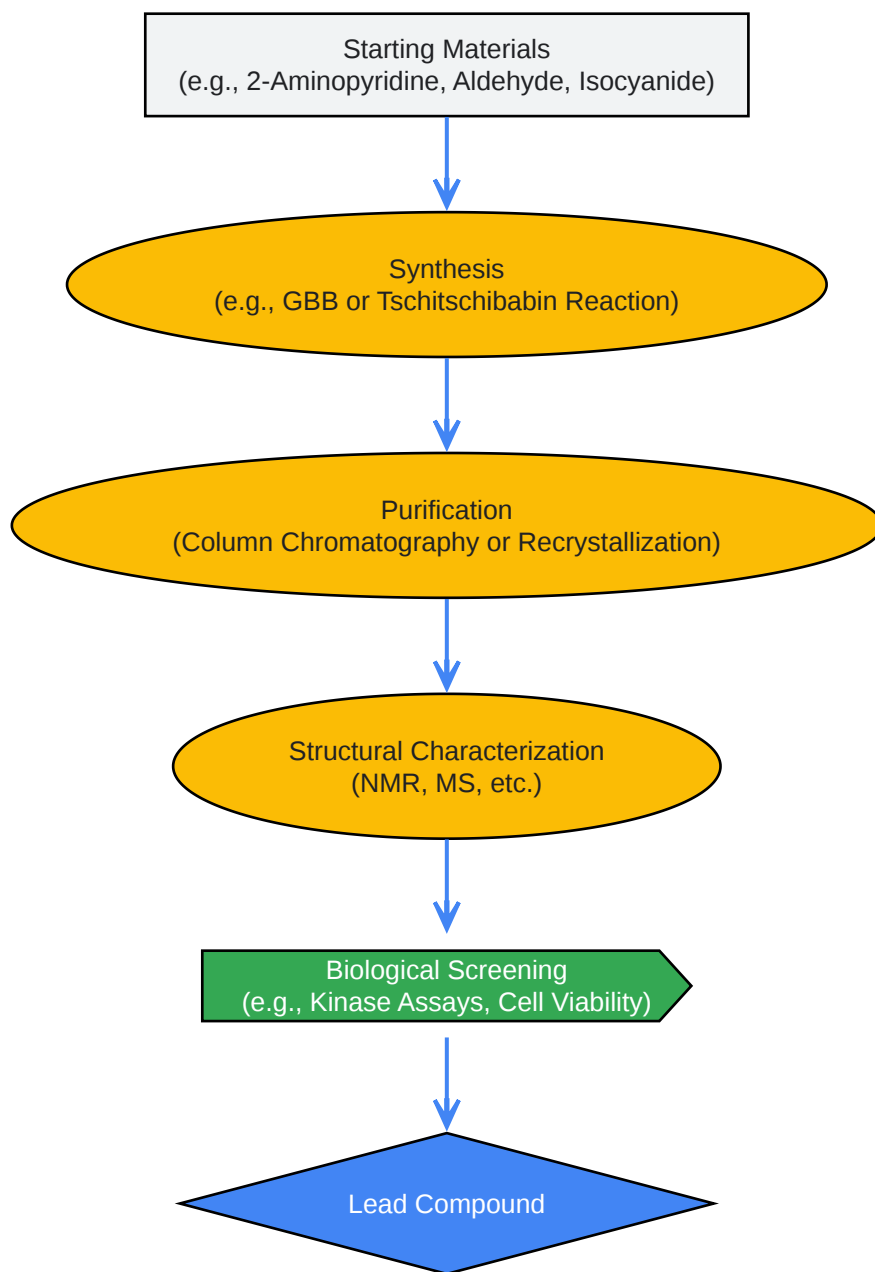 Starting Materials
(e.g., 2-Aminopyridine, Aldehyde, Isocyanide)
Synthesis
(e.g., GBB or Tschitschibabin Reaction)
Purification
(Column Chromatography or Recrystallization)
Structural Characterization
(NMR, MS, etc.)
Biological Screening
(e.g., Kinase Assays, Cell Viability)
Lead Compound